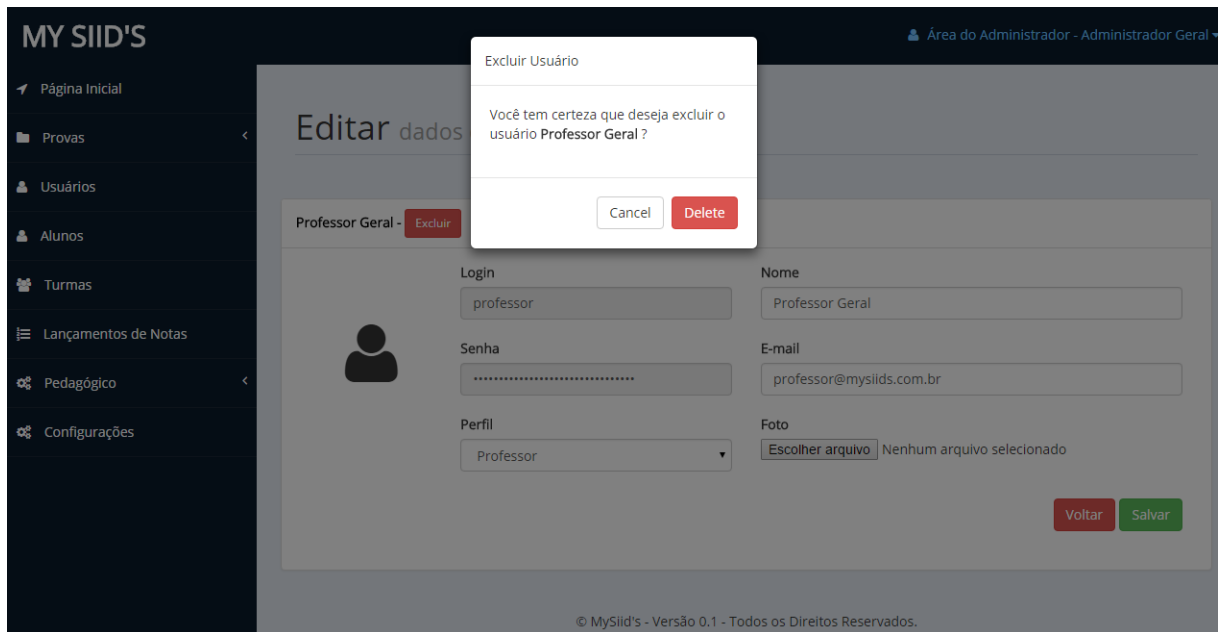 MY SIID'S
Área do Administrador - Administrador Geral
Página Inicial
Provas
Usuários
Alunos
Turmas
Lançamentos de Notas
Pedagógico
Configurações
Editar dados
Excluir Usuário
Você tem certeza que deseja excluir o
usuário Professor Geral ?
Cancel Delete
Professor Geral - Excluir
Login
professor
Nome
Professor Geral
Senha
••••••••••••••••••••••••••••••••
E-mail
professor@mysiids.com.br
Perfil
Professor
Foto
Escolher arquivo Nenhum arquivo selecionado
Voltar Salvar
© MySiid's - Versão 0.1 - Todos os Direitos Reservados.